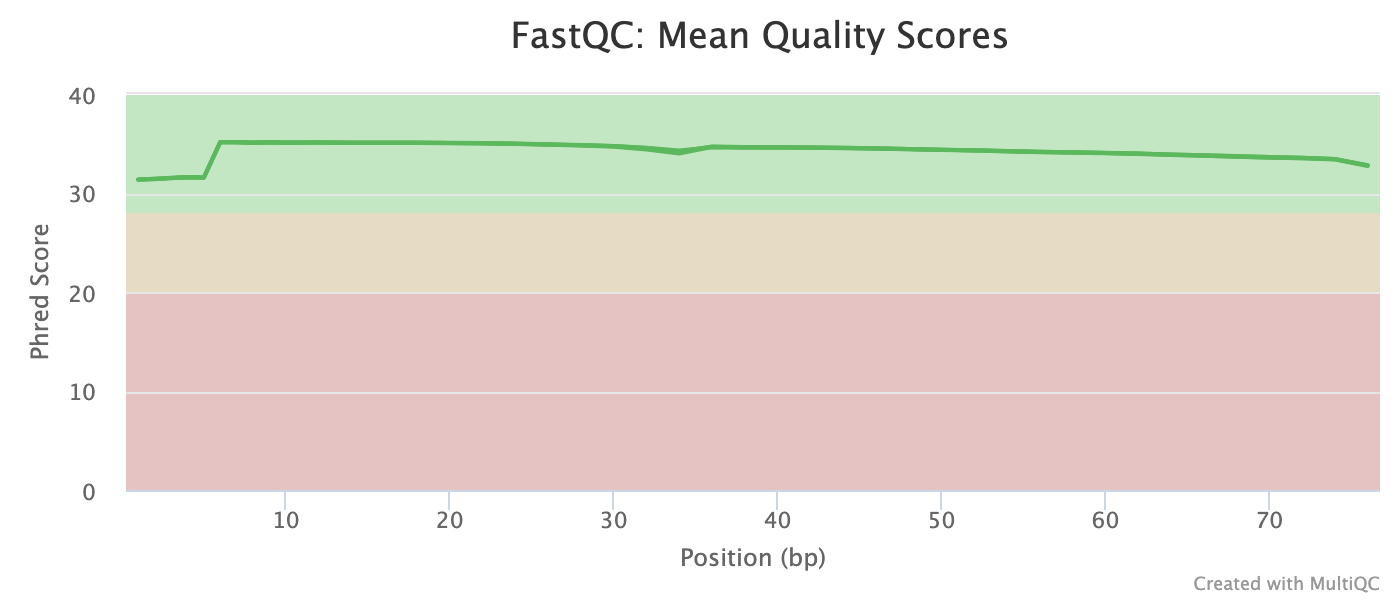 FastQC: Mean Quality Scores
40
30
20
10
0
Phred Score
10 20 30 40 50 60 70
Position (bp)
Created with MultiQC